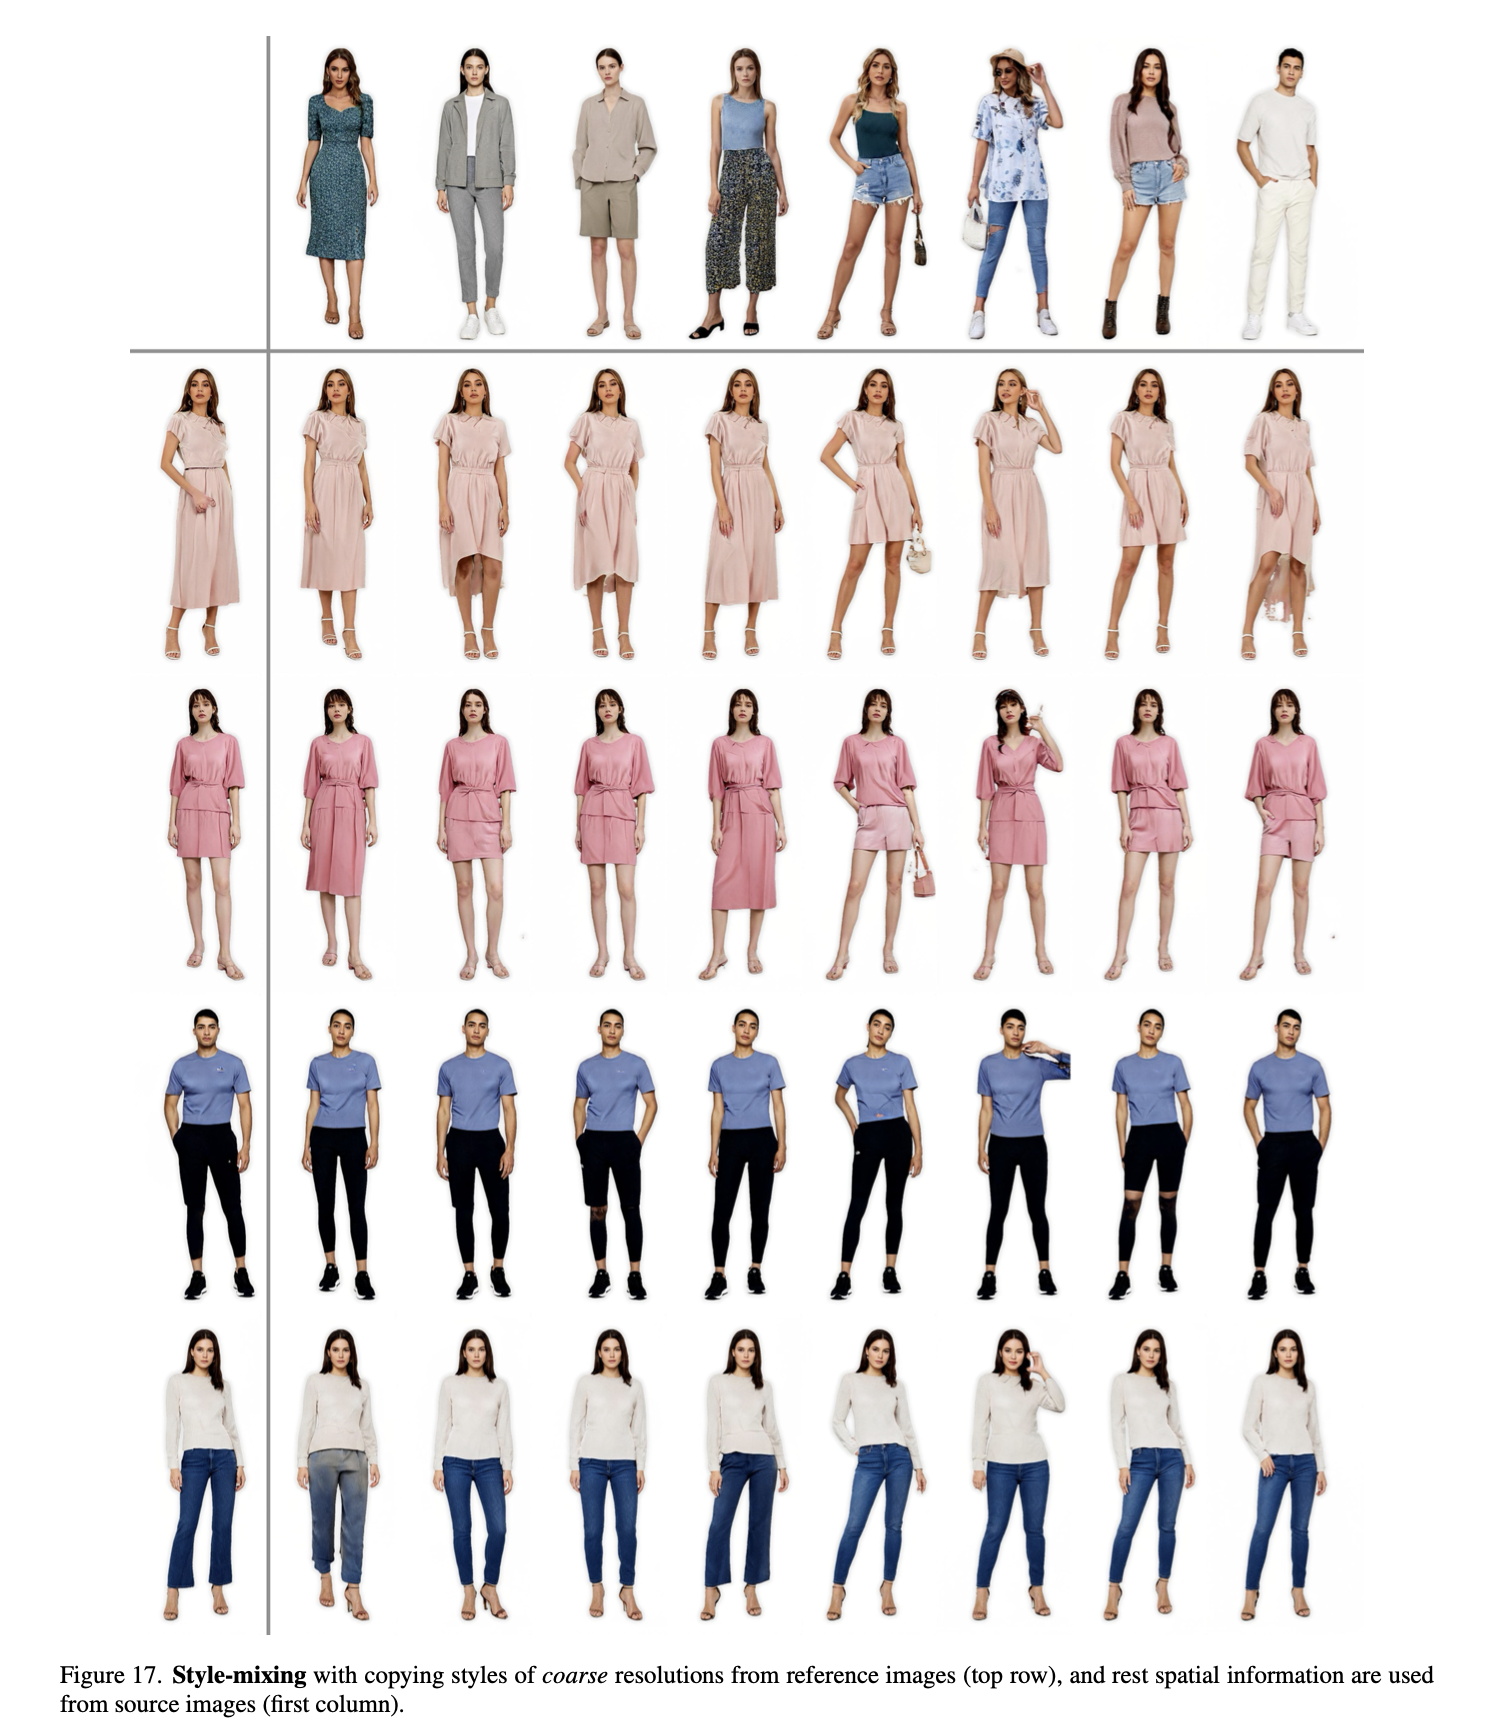 Figure 17. Style-mixing with copying styles of coarse resolutions from reference images (top row), and rest spatial information are used
from source images (first column).